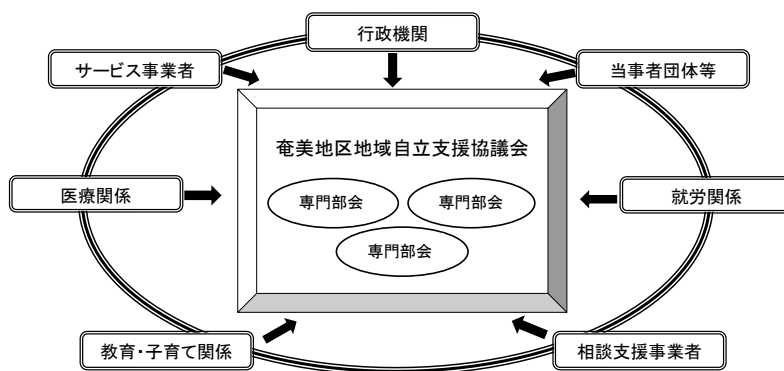 行政機関
サービス事業者
当事者団体等
奄美地区地域自立支援協議会
医療関係
専門部会
専門部会
就労関係
専門部会
教育・子育て関係
相談支援事業者